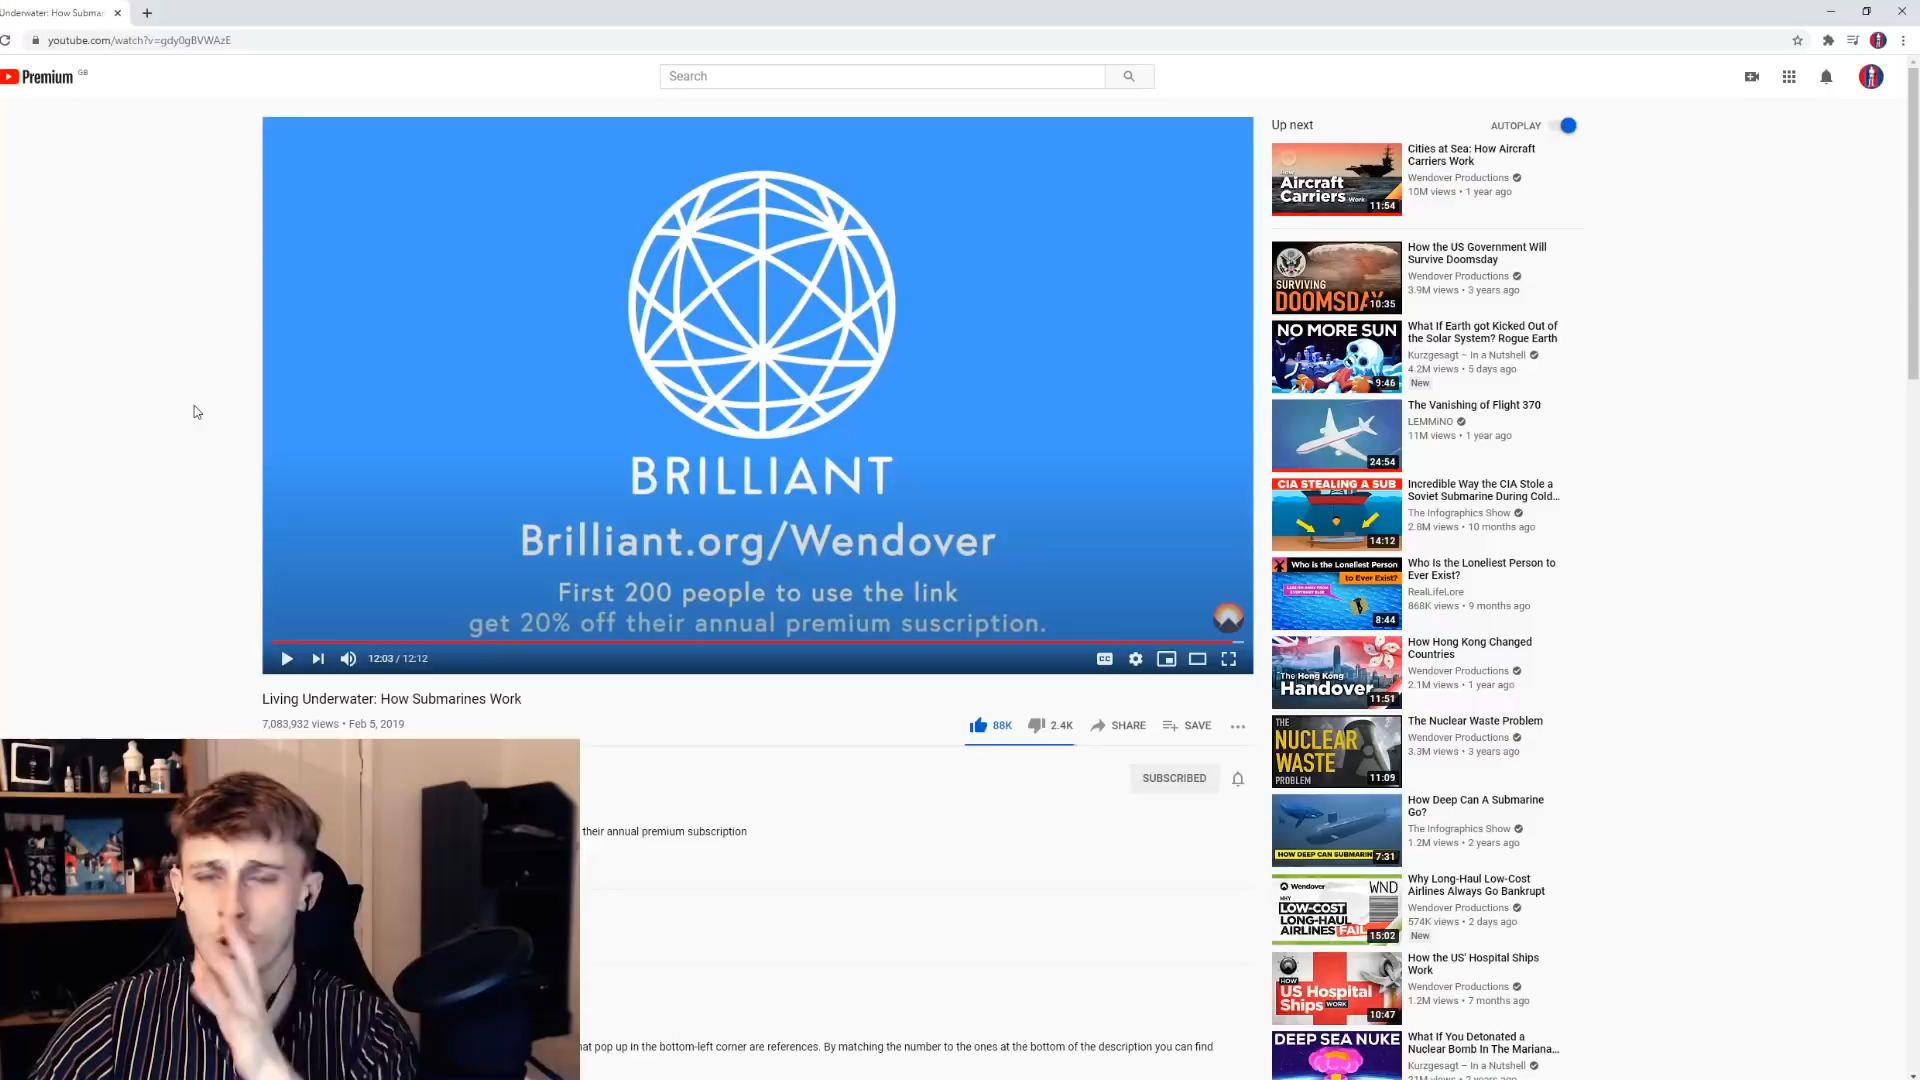 Underwater: How Subma
youtube.com/watch?v=gdy0gBVWAzE
Premium GB
Search
BRILLIANT
Brilliant.org/Wendover
First 200 people to use the link
get 20% off their annual premium suscription.
12:03 / 12:12
Living Underwater: How Submarines Work
7,083,932 views • Feb 5, 2019
88K
2.4K
SHARE
SAVE
SUBSCRIBED
their annual premium subscription
at pop up in the bottom-left corner are references. By matching the number to the ones at the bottom of the description you can find
Up next
AUTOPLAY
How
Aircraft
Carriers Work
11:54
Cities at Sea: How Aircraft
Carriers Work
Wendover Productions
10M views • 1 year ago
SURVIVING
DOOMSDAY
10:35
How the US Government Will
Survive Doomsday
Wendover Productions
3.9M views • 3 years ago
NO MORE SUN
9:46
What If Earth got Kicked Out of
the Solar System? Rogue Earth
Kurzgesagt – In a Nutshell
4.2M views • 5 days ago
New
24:54
The Vanishing of Flight 370
LEMMiNO
11M views • 1 year ago
CIA STEALING A SUB
14:12
Incredible Way the CIA Stole a
Soviet Submarine During Cold...
The Infographics Show
2.8M views • 10 months ago
Who is the Loneliest Person
to Ever Exist?
8:44
Who Is the Loneliest Person to
Ever Exist?
RealLifeLore
868K views • 9 months ago
The Hong Kong
Handover
11:51
How Hong Kong Changed
Countries
Wendover Productions
2.1M views • 1 year ago
THE
NUCLEAR
WASTE
PROBLEM
11:09
The Nuclear Waste Problem
Wendover Productions
3.3M views • 3 years ago
HOW DEEP CAN SUBMARIN
7:31
How Deep Can A Submarine
Go?
The Infographics Show
1.2M views • 2 years ago
Wendover
WND
WHY
LOW-COST
LONG-HAUL
AIRLINES FAIL
15:02
Why Long-Haul Low-Cost
Airlines Always Go Bankrupt
Wendover Productions
574K views • 2 days ago
New
HOW
US Hospital
Ships WORK
10:47
How the US' Hospital Ships
Work
Wendover Productions
1.2M views • 7 months ago
DEEP SEA NUKE
What If You Detonated a
Nuclear Bomb In The Mariana...
Kurzgesagt – In a Nutshell
21M views • 2 years ago